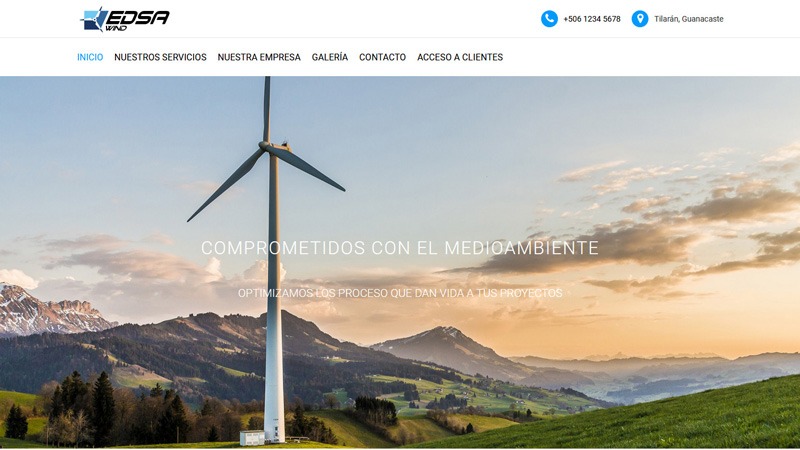 EDSA
WIND
+506 1234 5678
Tilarán, Guanacaste
INICIO NUESTROS SERVICIOS NUESTRA EMPRESA GALERÍA CONTACTO ACCESO A CLIENTES
COMPROMETIDOS CON EL MEDIOAMBIENTE
OPTIMIZAMOS LOS PROCESO QUE DAN VIDA A TUS PROYECTOS